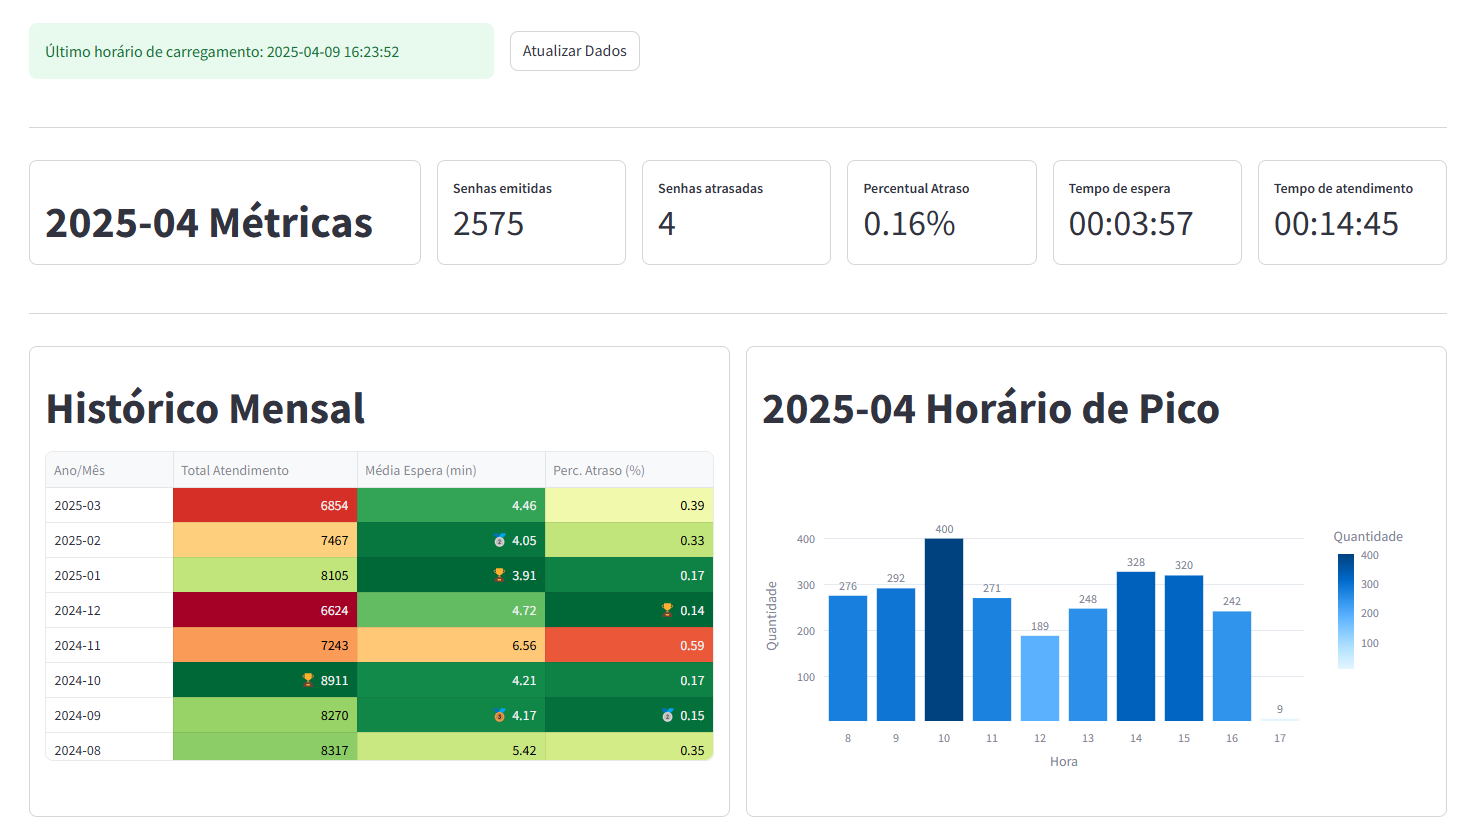 Último horário de carregamento: 2025-04-09 16:23:52
Atualizar Dados
2025-04 Métricas
Senhas emitidas
2575
Senhas atrasadas
4
Percentual Atraso
0.16%
Tempo de espera
00:03:57
Tempo de atendimento
00:14:45
Histórico Mensal
Ano/Mês Total Atendimento Média Espera (min) Perc. Atraso (%)
2025-03 6854 4.46 0.39
2025-02 7467 🥈 4.05 0.33
2025-01 8105 🏆 3.91 0.17
2024-12 6624 4.72 🏆 0.14
2024-11 7243 6.56 0.59
2024-10 🏆 8911 4.21 0.17
2024-09 8270 🥉 4.17 🥈 0.15
2024-08 8317 5.42 0.35
2025-04 Horário de Pico
Quantidade
400
300
200
100
276 292 400 271 189 248 328 320 242 9
8 9 10 11 12 13 14 15 16 17
Hora
Quantidade
400
300
200
100